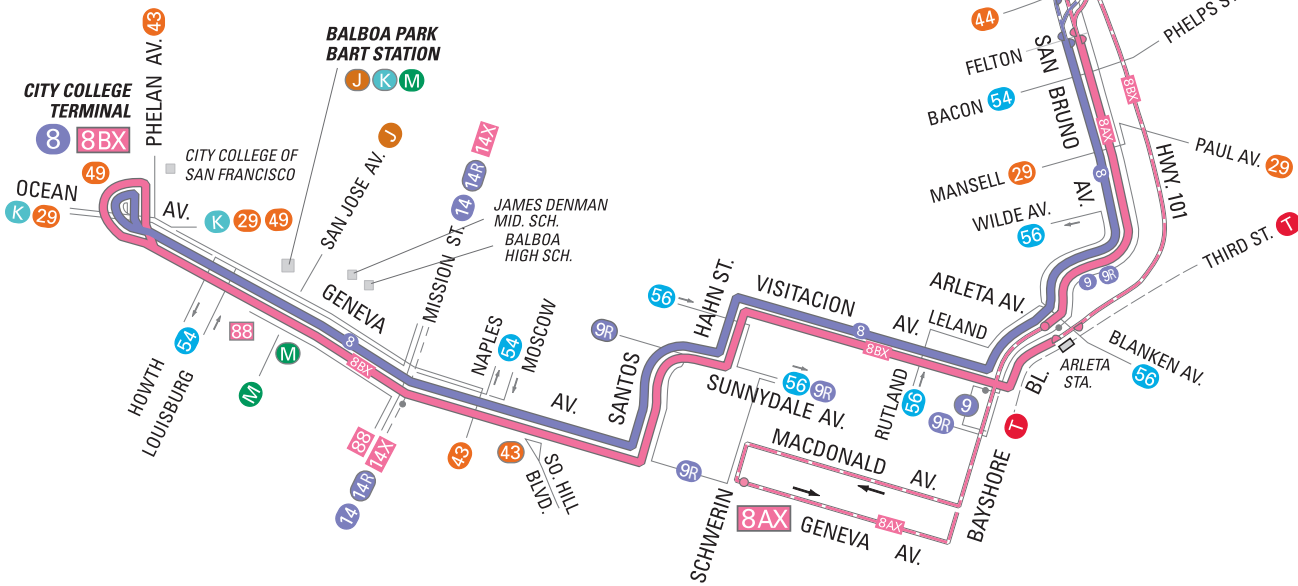 PHELAN AV. 43
BALBOA PARK
BART STATION
J K M
CITY COLLEGE
TERMINAL
8 8BX
CITY COLLEGE OF
SAN FRANCISCO
49
OCEAN
AV.
K 29
K 29 49
SAN JOSE AV. J
MISSION ST. 14 14R 14X
JAMES DENMAN
MID. SCH.
BALBOA
HIGH SCH.
GENEVA
AV.
8
8BX
HOWTH
54
LOUISBURG
88
M
M
88
14X
14 14R
NAPLES
54
MOSCOW
43
43
SO. HILL
BLVD.
SANTOS
9R
9R
HAHN ST.
56
VISITACION
AV.
8
8BX
SUNNYDALE AV.
56 9R
SCHWERIN
MACDONALD
AV.
8AX
GENEVA
AV.
8AX
RUTLAND
56
LELAND
ARLETA AV.
9
9R
T
BAYSHORE
BL.
ARLETA
STA.
BLANKEN AV.
56
THIRD ST. T
9 9R
WILDE AV.
56
MANSELL 29
PAUL AV. 29
HWY. 101
SAN BRUNO
AV.
8
8AX
8BX
BACON 54
FELTON
44